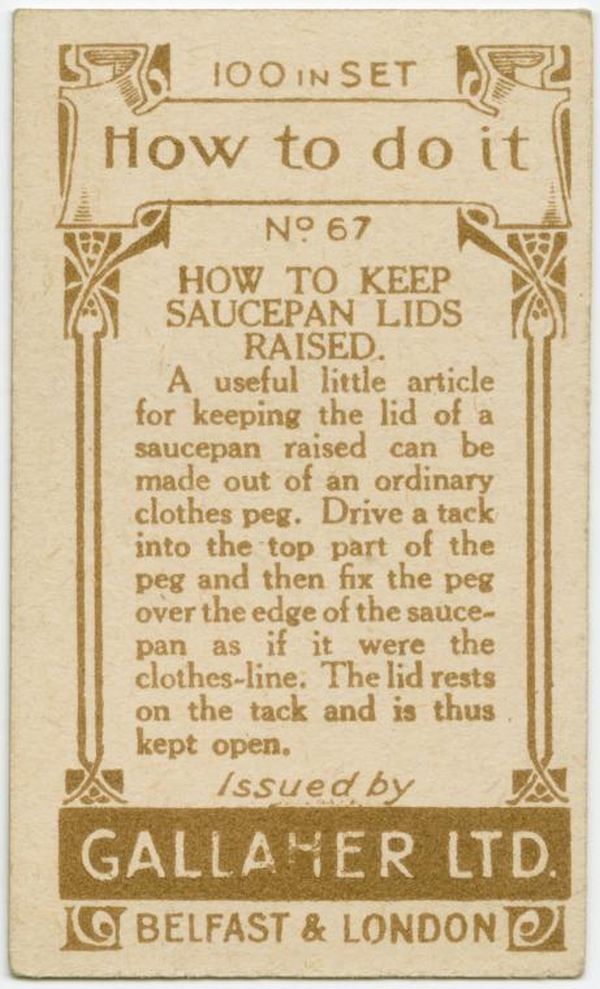 100 IN SET
How to do it
Nº 67
HOW TO KEEP
SAUCEPAN LIDS
RAISED.
A useful little article
for keeping the lid of a
saucepan raised can be
made out of an ordinary
clothes peg. Drive a tack
into the top part of the
peg and then fix the peg
over the edge of the sauce-
pan as if it were the
clothes-line. The lid rests
on the tack and is thus
kept open.
Issued by
GALLAHER LTD.
BELFAST & LONDON